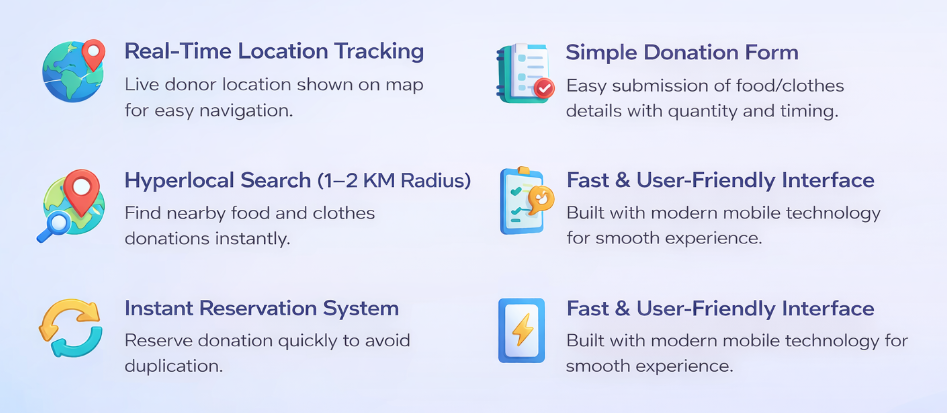 Real-Time Location Tracking
Live donor location shown on map
for easy navigation.
Simple Donation Form
Easy submission of food/clothes
details with quantity and timing.
Hyperlocal Search (1–2 KM Radius)
Find nearby food and clothes
donations instantly.
Fast & User-Friendly Interface
Built with modern mobile technology
for smooth experience.
Instant Reservation System
Reserve donation quickly to avoid
duplication.
Fast & User-Friendly Interface
Built with modern mobile technology for
smooth experience.